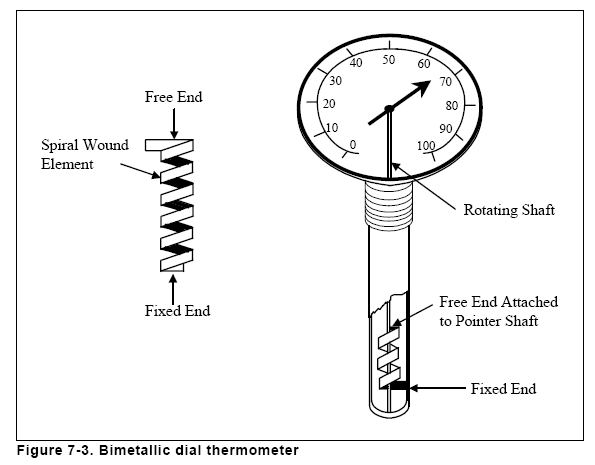 Free End
Spiral Wound
Element
Fixed End
0
10
20
30
40
50
60
70
80
90
100
Rotating Shaft
Free End Attached
to Pointer Shaft
Fixed End
Figure 7-3. Bimetallic dial thermometer